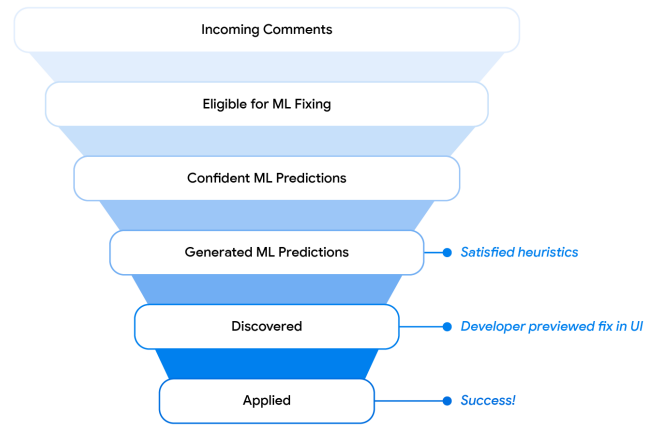 Incoming Comments
Eligible for ML Fixing
Confident ML Predictions
Generated ML Predictions
Satisfied heuristics
Discovered
Developer previewed fix in UI
Applied
Success!